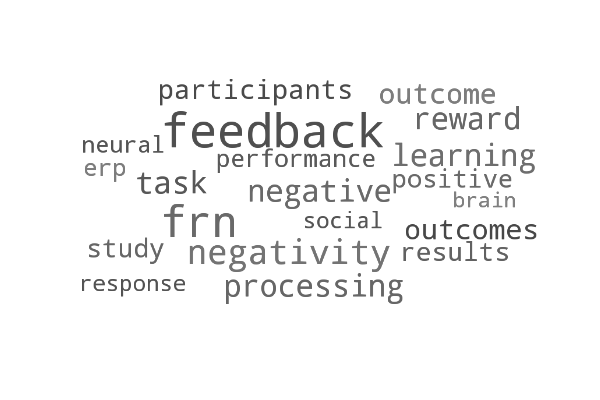 participants outcome
feedback reward
neural performance learning
erp task negative positive
brain
frn social outcomes
study negativity results
response processing